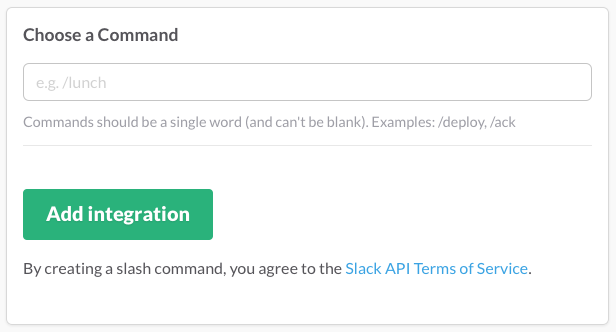 Choose a Command
e.g. /lunch
Commands should be a single word (and can't be blank). Examples: /deploy, /ack
Add integration
By creating a slash command, you agree to the Slack API Terms of Service.